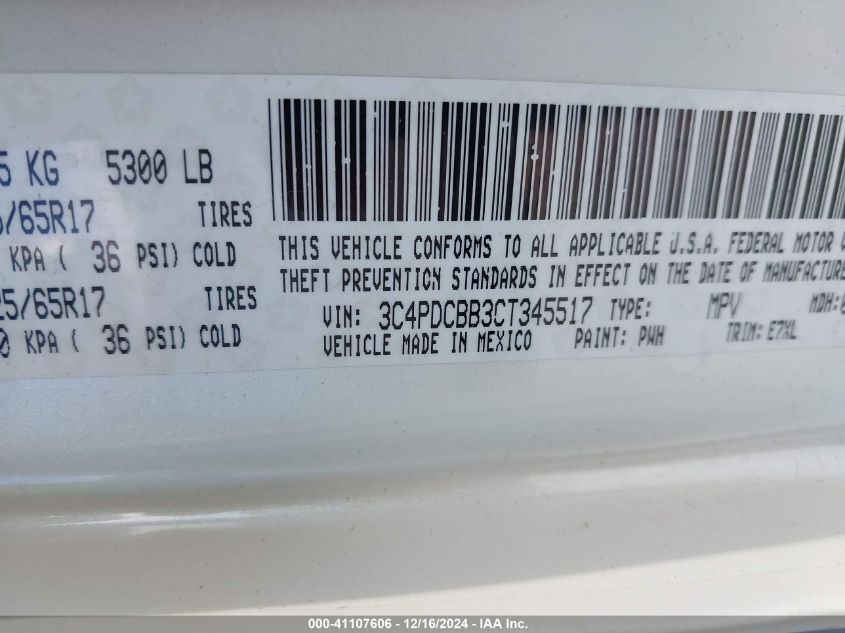 5 KG 5300 LB
/65R17 TIRES
KPA ( 36 PSI) COLD
25/65R17 TIRES
0 KPA ( 36 PSI) COLD
THIS VEHICLE CONFORMS TO ALL APPLICABLE U.S.A. FEDERAL MOTOR
THEFT PREVENTION STANDARDS IN EFFECT ON THE DATE OF MANUFACTURE
VIN: 3C4PDCBB3CT345517 TYPE: MPV MDH:
VEHICLE MADE IN MEXICO PAINT: PWH TRIM: E7XL
000-41107606 / 12/16/2024 - IAA Inc.